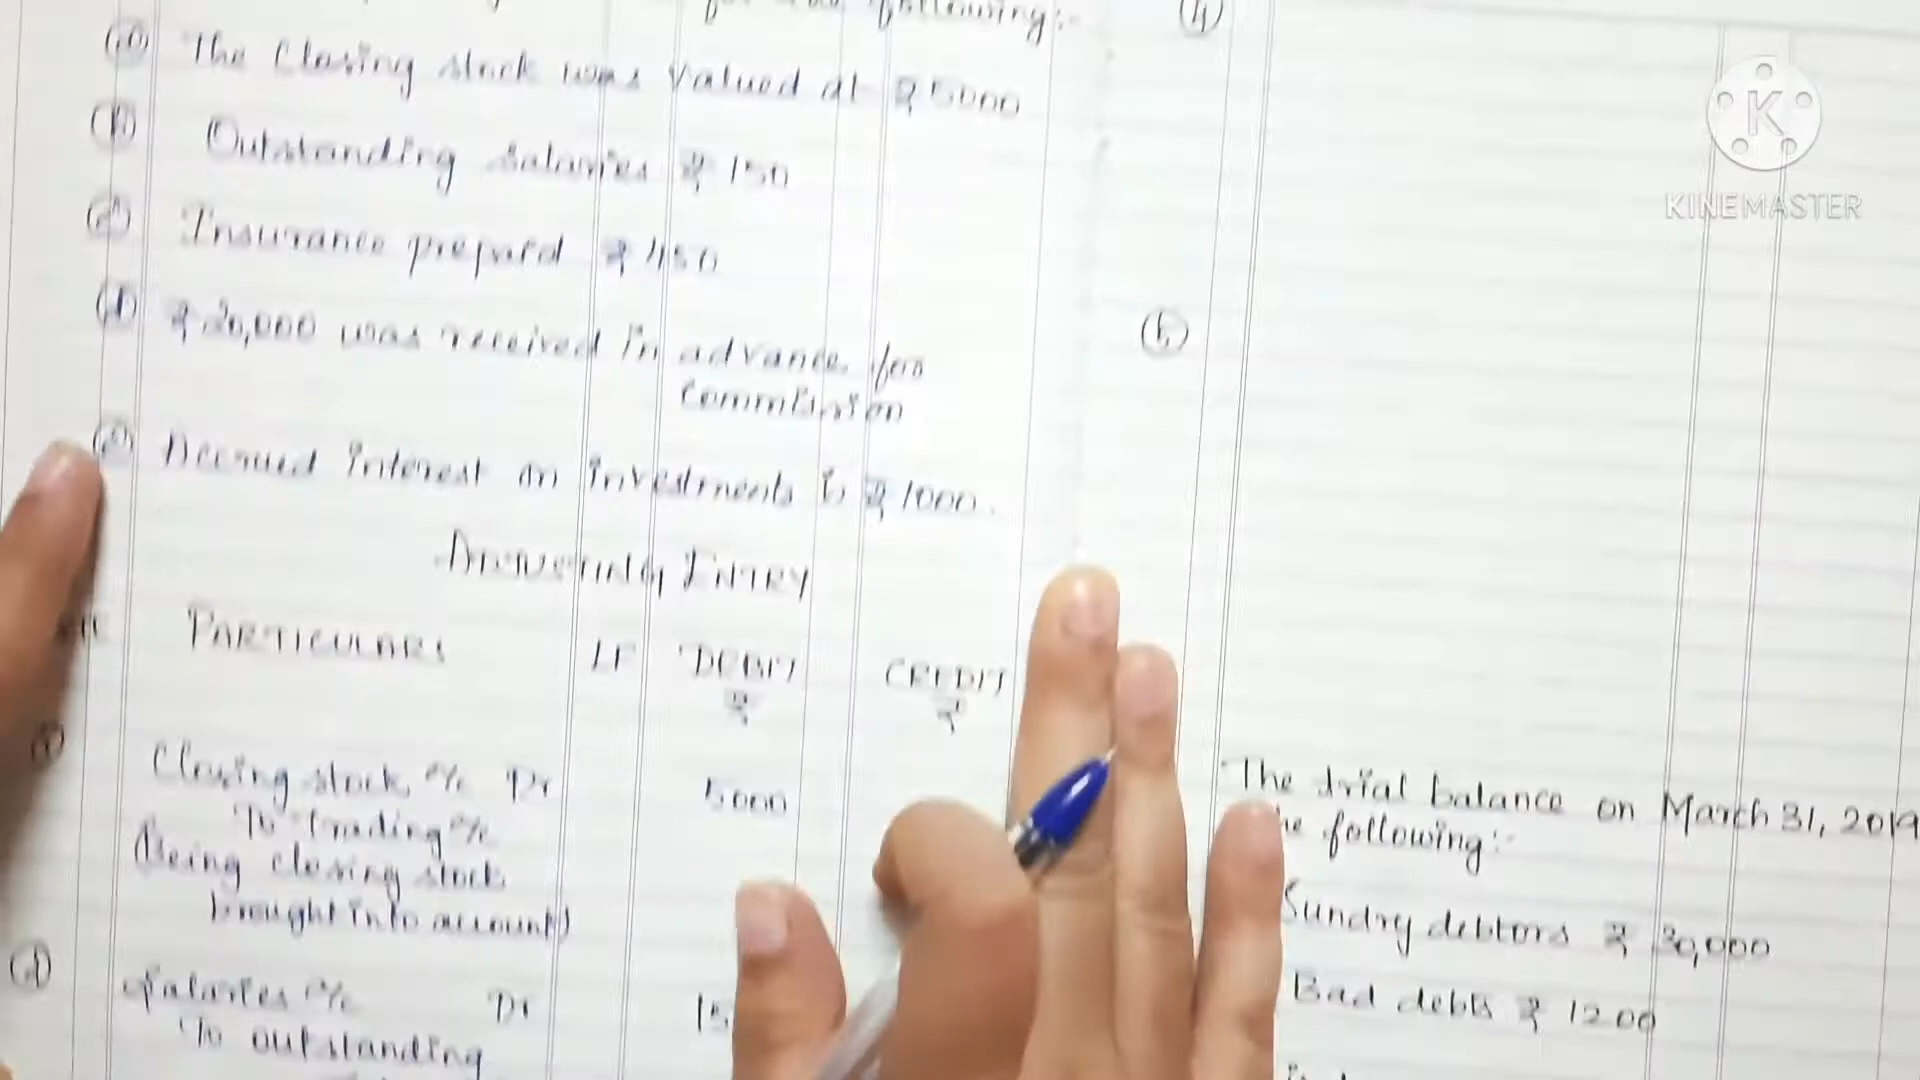 following:-
(a) The Closing stock was valued at ₹ 5000
(b) Outstanding salaries ₹ 150
(c) Insurance prepaid ₹ 450
(d) ₹ 20,000 was received in advance for
commission
(e) Accrued interest on investments is ₹ 1000.
ADJUSTING ENTRY
PARTICULARS LF DEBIT ₹ CREDIT ₹
Closing stock a/c Dr 5000
To trading a/c
(Being closing stock
brought into account)
Salaries a/c Dr 15
To outstanding
(4)
(5)
The trial balance on March 31, 2019
following:-
Sundry debtors ₹ 30,000
Bad debts ₹ 1200
K
KINEMASTER